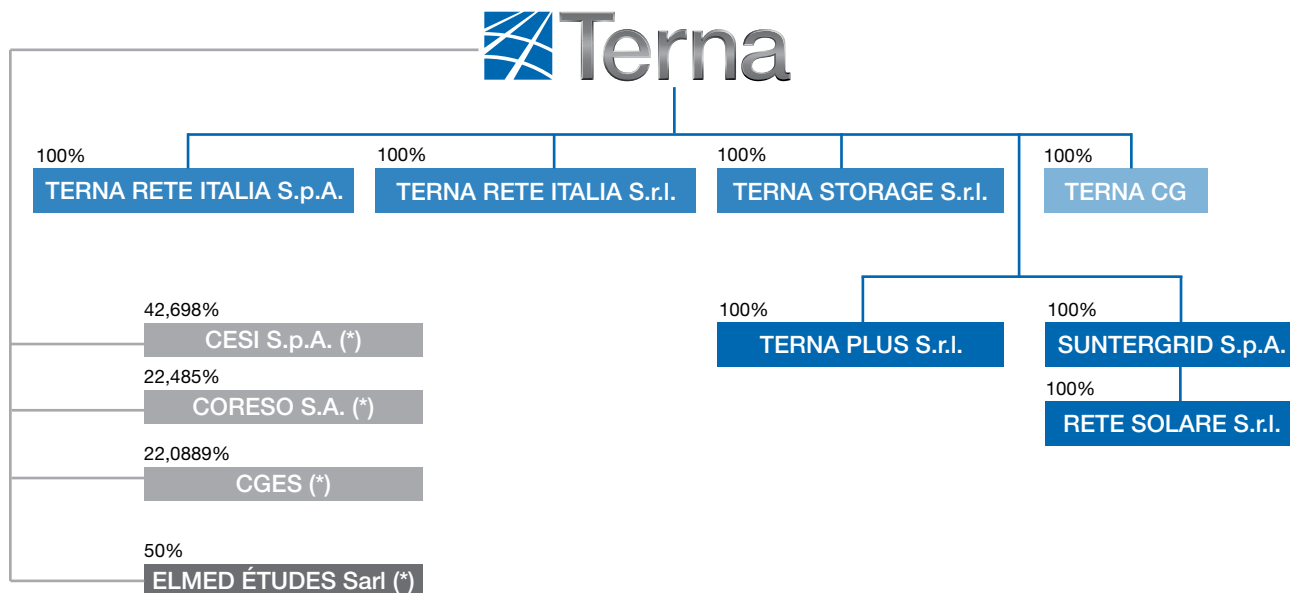 Terna
100%
TERNA RETE ITALIA S.p.A.
100%
TERNA RETE ITALIA S.r.l.
100%
TERNA STORAGE S.r.l.
100%
TERNA CG
42,698%
CESI S.p.A. (*)
22,485%
CORESO S.A. (*)
22,0889%
CGES (*)
50%
ELMED ÉTUDES Sarl (*)
100%
TERNA PLUS S.r.l.
100%
SUNTERGRID S.p.A.
100%
RETE SOLARE S.r.l.